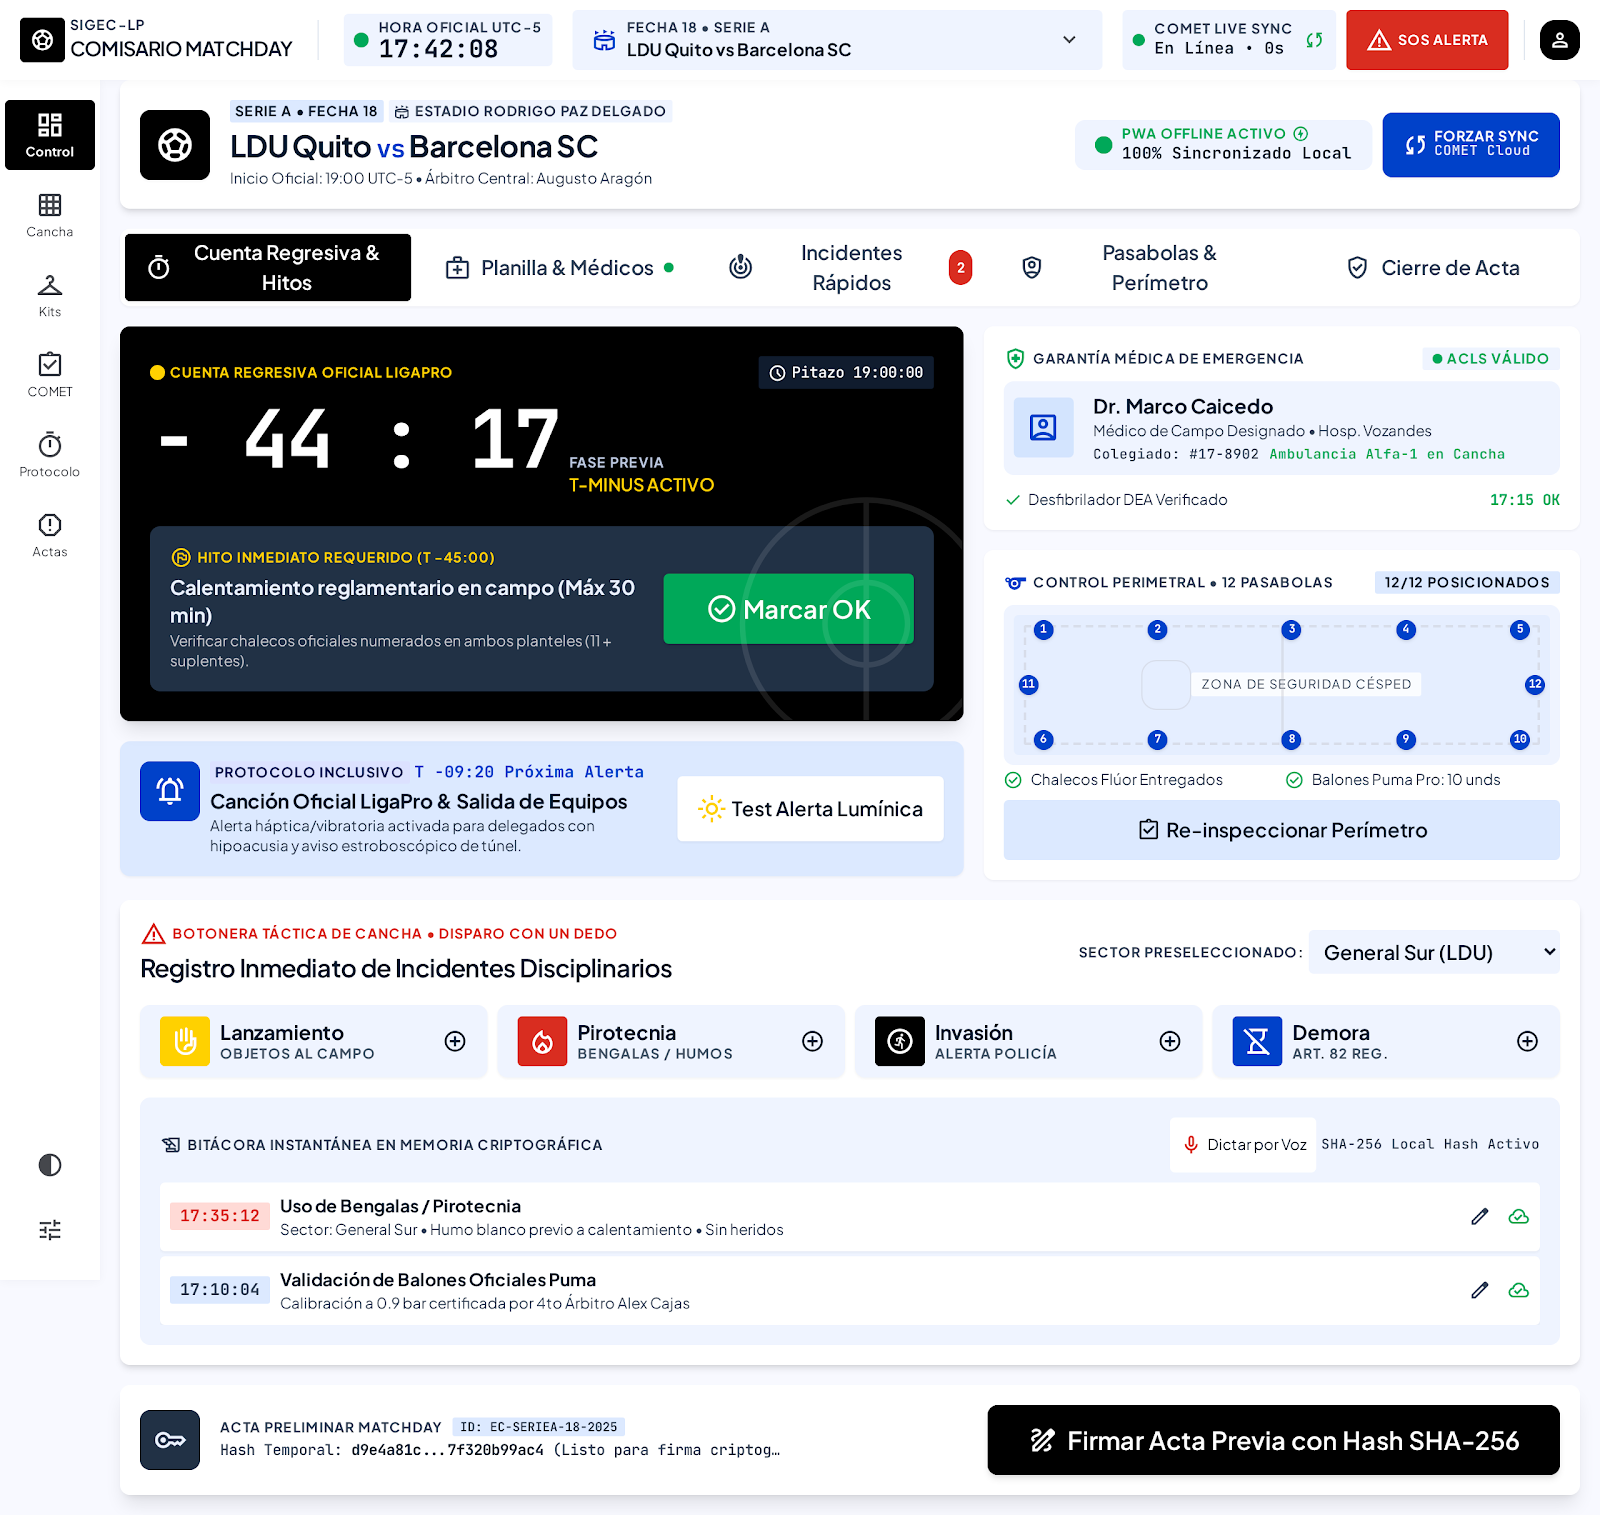 SIGEC-LP
COMISARIO MATCHDAY
HORA OFICIAL UTC-5
17:42:08
FECHA 18 • SERIE A
LDU Quito vs Barcelona SC
COMET LIVE SYNC
En Línea • 0s
SOS ALERTA
Control
Cancha
Kits
COMET
Protocolo
Actas
SERIE A • FECHA 18
ESTADIO RODRIGO PAZ DELGADO
LDU Quito vs Barcelona SC
Inicio Oficial: 19:00 UTC-5 • Árbitro Central: Augusto Aragón
PWA OFFLINE ACTIVO
100% Sincronizado Local
FORZAR SYNC
COMET Cloud
Cuenta Regresiva &
Hitos
Planilla & Médicos
Incidentes
Rápidos
2
Pasabolas &
Perímetro
Cierre de Acta
CUENTA REGRESIVA OFICIAL LIGAPRO
Pitazo 19:00:00
- 44 : 17
FASE PREVIA
T-MINUS ACTIVO
HITO INMEDIATO REQUERIDO (T -45:00)
Calentamiento reglamentario en campo (Máx 30
min)
Verificar chalecos oficiales numerados en ambos planteles (11 +
suplentes).
Marcar OK
PROTOCOLO INCLUSIVO
T -09:20 Próxima Alerta
Canción Oficial LigaPro & Salida de Equipos
Alerta háptica/vibratoria activada para delegados con
hipoacusia y aviso estroboscópico de túnel.
Test Alerta Lumínica
GARANTÍA MÉDICA DE EMERGENCIA
ACLS VÁLIDO
Dr. Marco Caicedo
Médico de Campo Designado • Hosp. Vozandes
Colegiado: #17-8902 Ambulancia Alfa-1 en Cancha
Desfibrilador DEA Verificado
17:15 OK
CONTROL PERIMETRAL • 12 PASABOLAS
12/12 POSICIONADOS
1
2
3
4
5
11
ZONA DE SEGURIDAD CÉSPED
12
6
7
8
9
10
Chalecos Flúor Entregados
Balones Puma Pro: 10 unds
Re-inspeccionar Perímetro
BOTONERA TÁCTICA DE CANCHA • DISPARO CON UN DEDO
Registro Inmediato de Incidentes Disciplinarios
SECTOR PRESELECCIONADO:
General Sur (LDU)
Lanzamiento
OBJETOS AL CAMPO
Pirotecnia
BENGALAS / HUMOS
Invasión
ALERTA POLICÍA
Demora
ART. 82 REG.
BITÁCORA INSTANTÁNEA EN MEMORIA CRIPTOGRÁFICA
Dictar por Voz
SHA-256 Local Hash Activo
17:35:12
Uso de Bengalas / Pirotecnia
Sector: General Sur • Humo blanco previo a calentamiento • Sin heridos
17:10:04
Validación de Balones Oficiales Puma
Calibración a 0.9 bar certificada por 4to Árbitro Alex Cajas
ACTA PRELIMINAR MATCHDAY
ID: EC-SERIEA-18-2025
Hash Temporal: d9e4a81c...7f320b99ac4 (Listo para firma criptog…
Firmar Acta Previa con Hash SHA-256